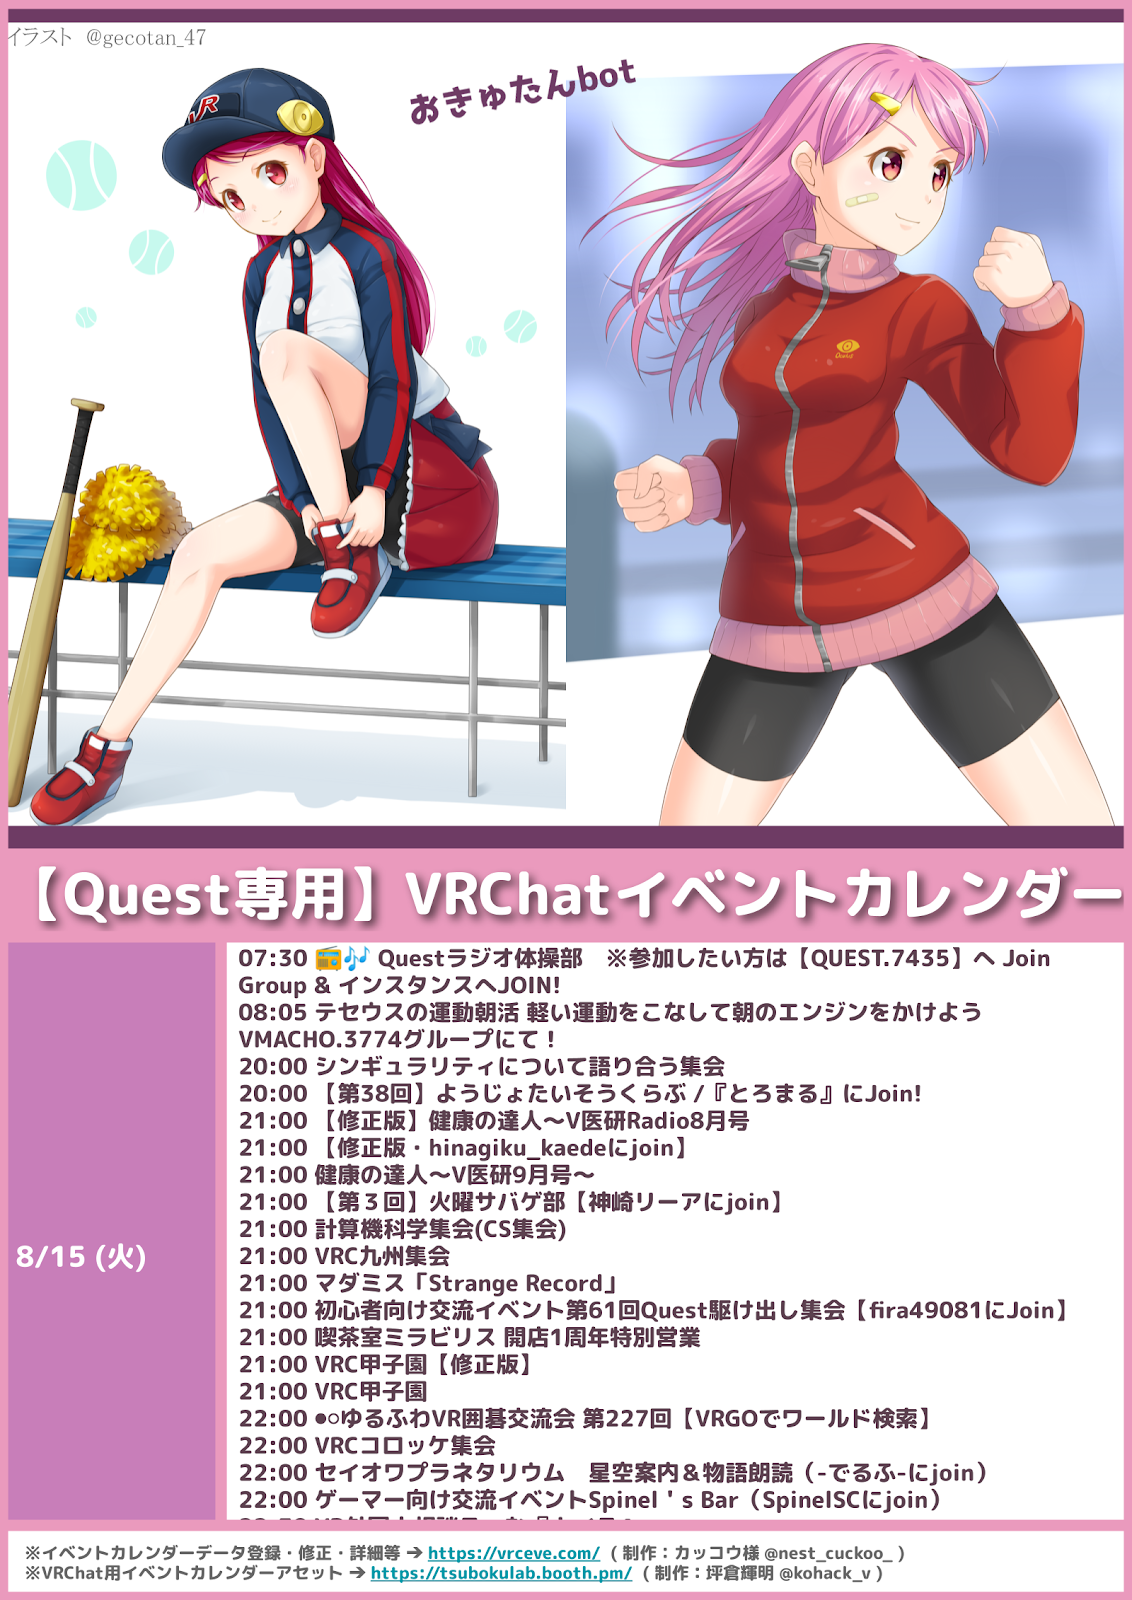 イラスト @gecotan_47
おきゅたんbot
VR
Quest
【Quest専用】VRChatイベントカレンダー
8/15 (火)
07:30 📻🎶 Questラジオ体操部　※参加したい方は【QUEST.7435】へ Join
Group & インスタンスへJOIN!
08:05 テセウスの運動朝活 軽い運動をこなして朝のエンジンをかけよう
VMACHO.3774グループにて！
20:00 シンギュラリティについて語り合う集会
20:00 【第38回】ようじょたいそうくらぶ /『とろまる』にJoin!
21:00 【修正版】健康の達人～V医研Radio8月号
21:00 【修正版・hinagiku_kaedeにjoin】
21:00 健康の達人～V医研9月号～
21:00 【第３回】火曜サバゲ部【神崎リーアにjoin】
21:00 計算機科学集会(CS集会)
21:00 VRC九州集会
21:00 マダミス「Strange Record」
21:00 初心者向け交流イベント第61回Quest駆け出し集会【fira49081にJoin】
21:00 喫茶室ミラビリス 開店1周年特別営業
21:00 VRC甲子園【修正版】
21:00 VRC甲子園
22:00 ●○ゆるふわVR囲碁交流会 第227回【VRGOでワールド検索】
22:00 VRCコロッケ集会
22:00 セイオワプラネタリウム　星空案内＆物語朗読（-でるふ-にjoin）
22:00 ゲーマー向け交流イベントSpinel＇s Bar（SpinelSCにjoin）
※イベントカレンダーデータ登録・修正・詳細等 ➔ https://vrceve.com/ ( 制作：カッコウ様 @nest_cuckoo_ )
※VRChat用イベントカレンダーアセット ➔ https://tsubokulab.booth.pm/ ( 制作：坪倉輝明 @kohack_v )